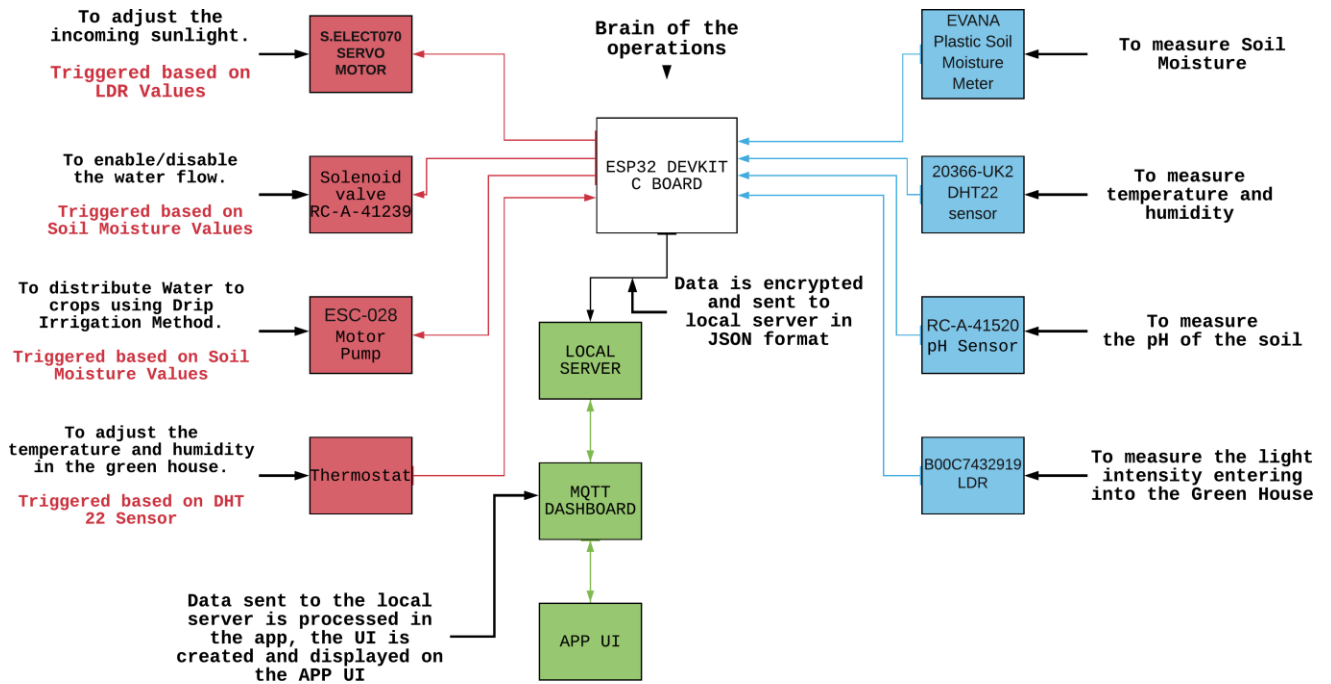 To adjust the
incoming sunlight.
Triggered based on
LDR Values
S.ELECT070
SERVO
MOTOR
Brain of the
operations
EVANA
Plastic Soil
Moisture
Meter
To measure Soil
Moisture
To enable/disable
the water flow.
Triggered based on
Soil Moisture Values
Solenoid
valve
RC-A-41239
ESP32 DEVKIT
C BOARD
20366-UK2
DHT22
sensor
To measure
temperature and
humidity
To distribute Water to
crops using Drip
Irrigation Method.
Triggered based on Soil
Moisture Values
ESC-028
Motor
Pump
Data is encrypted
and sent to
local server in
JSON format
LOCAL
SERVER
RC-A-41520
pH Sensor
To measure
the pH of the soil
To adjust the
temperature and humidity
in the green house.
Triggered based on DHT
22 Sensor
Thermostat
MQTT
DASHBOARD
B00C7432919
LDR
To measure the light
intensity entering
into the Green House
Data sent to the local
server is processed in
the app, the UI is
created and displayed on
the APP UI
APP UI